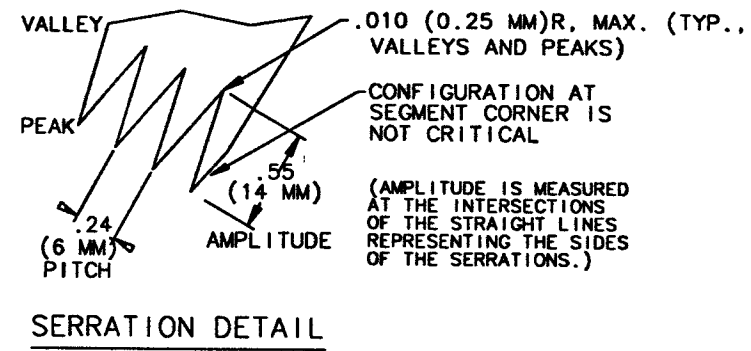 VALLEY
.010 (0.25 MM)R, MAX. (TYP.,
VALLEYS AND PEAKS)
CONFIGURATION AT
SEGMENT CORNER IS
NOT CRITICAL
PEAK
.55
(14 MM)
(AMPLITUDE IS MEASURED
AT THE INTERSECTIONS
OF THE STRAIGHT LINES
REPRESENTING THE SIDES
OF THE SERRATIONS.)
.24
(6 MM)
PITCH
AMPLITUDE
SERRATION DETAIL